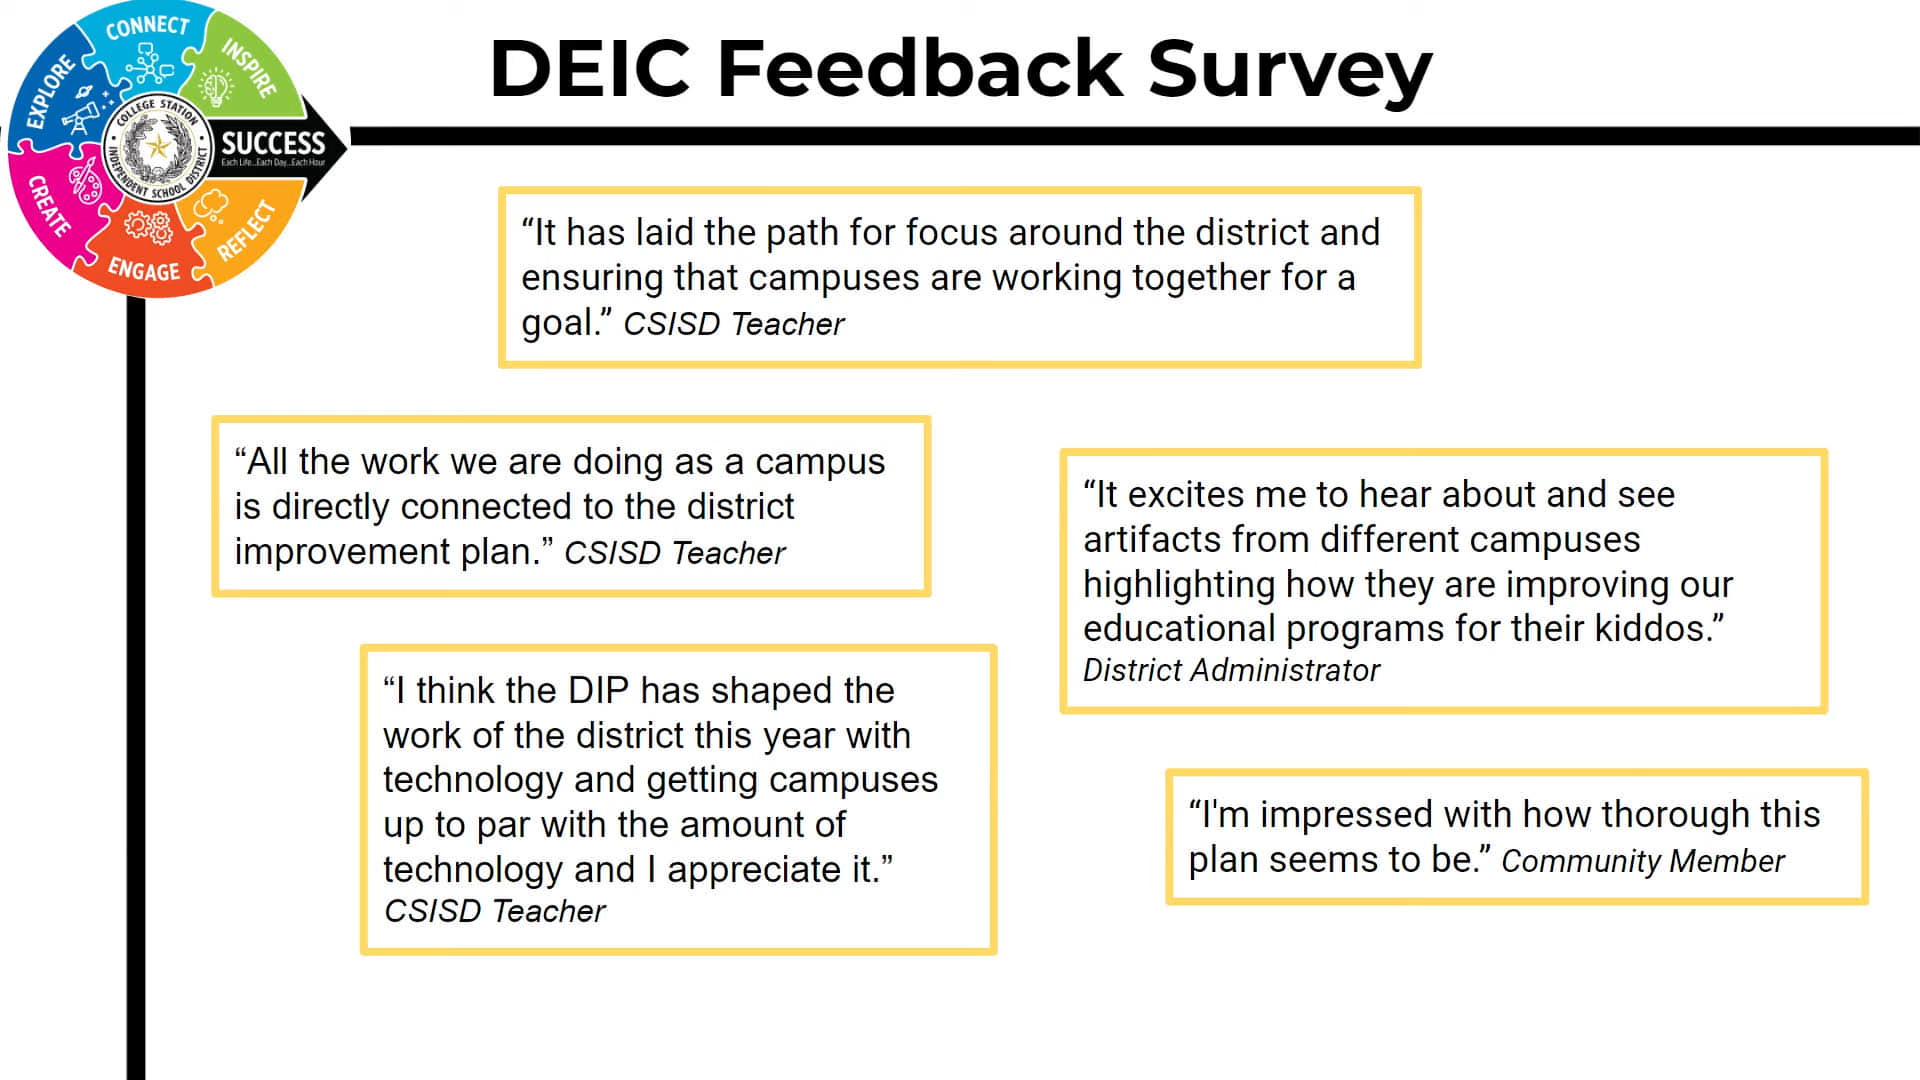 DEIC Feedback Survey
CONNECT
INSPIRE
EXPLORE
COLLEGE STATION
INDEPENDENT SCHOOL DISTRICT
SUCCESS
Each Life...Each Day...Each Hour
CREATE
ENGAGE
REFLECT
“It has laid the path for focus around the district and
ensuring that campuses are working together for a
goal.” CSISD Teacher
“All the work we are doing as a campus
is directly connected to the district
improvement plan.” CSISD Teacher
“It excites me to hear about and see
artifacts from different campuses
highlighting how they are improving our
educational programs for their kiddos.”
District Administrator
“I think the DIP has shaped the
work of the district this year with
technology and getting campuses
up to par with the amount of
technology and I appreciate it.”
CSISD Teacher
“I'm impressed with how thorough this
plan seems to be.” Community Member